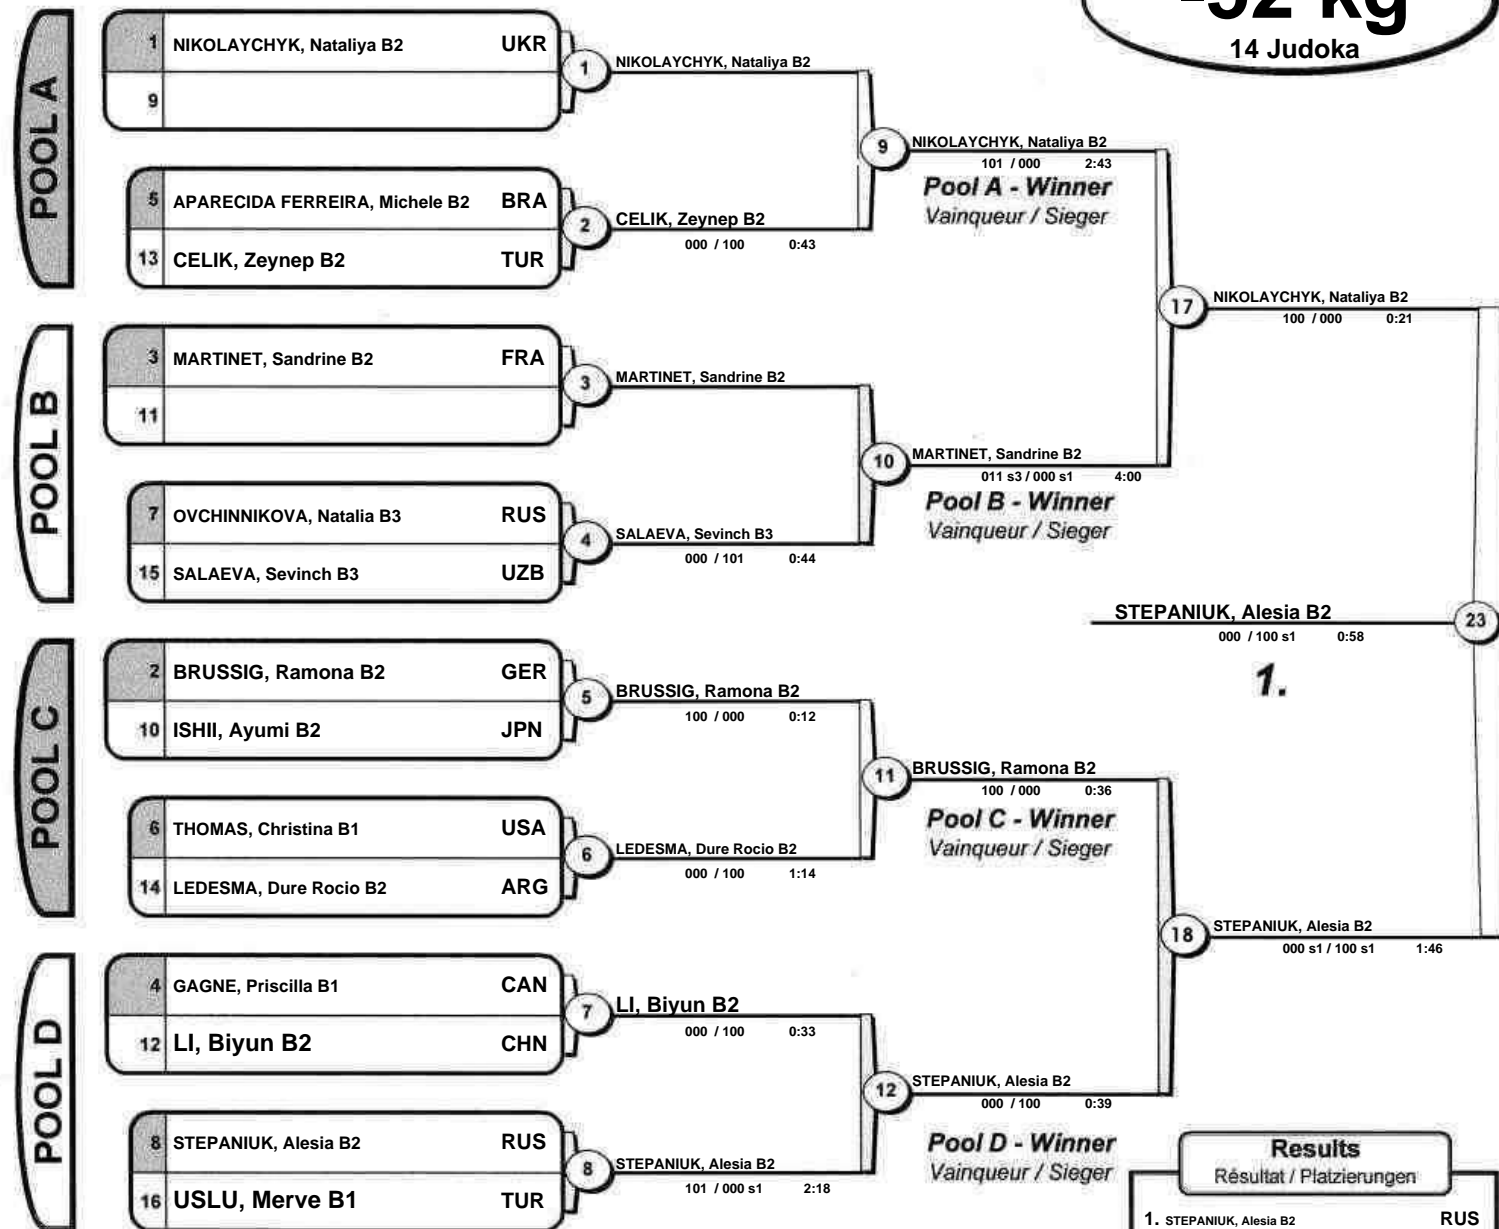 -52 kg
14 Judoka
POOL A
1 NIKOLAYCHYK, Nataliya B2 UKR
9
1
NIKOLAYCHYK, Nataliya B2
5 APARECIDA FERREIRA, Michele B2 BRA
13 CELIK, Zeynep B2 TUR
2
CELIK, Zeynep B2
000 / 100 0:43
9
NIKOLAYCHYK, Nataliya B2
101 / 000 2:43
Pool A - Winner
Vainqueur / Sieger
POOL B
3 MARTINET, Sandrine B2 FRA
11
3
MARTINET, Sandrine B2
7 OVCHINNIKOVA, Natalia B3 RUS
15 SALAEVA, Sevinch B3 UZB
4
SALAEVA, Sevinch B3
000 / 101 0:44
10
MARTINET, Sandrine B2
011 s3 / 000 s1 4:00
Pool B - Winner
Vainqueur / Sieger
17
NIKOLAYCHYK, Nataliya B2
100 / 000 0:21
STEPANIUK, Alesia B2
000 / 100 s1 0:58
23
1.
POOL C
2 BRUSSIG, Ramona B2 GER
10 ISHII, Ayumi B2 JPN
5
BRUSSIG, Ramona B2
100 / 000 0:12
6 THOMAS, Christina B1 USA
14 LEDESMA, Dure Rocio B2 ARG
6
LEDESMA, Dure Rocio B2
000 / 100 1:14
11
BRUSSIG, Ramona B2
100 / 000 0:36
Pool C - Winner
Vainqueur / Sieger
POOL D
4 GAGNE, Priscilla B1 CAN
12 LI, Biyun B2 CHN
7
LI, Biyun B2
000 / 100 0:33
8 STEPANIUK, Alesia B2 RUS
16 USLU, Merve B1 TUR
8
STEPANIUK, Alesia B2
101 / 000 s1 2:18
12
STEPANIUK, Alesia B2
000 / 100 0:39
Pool D - Winner
Vainqueur / Sieger
18
STEPANIUK, Alesia B2
000 s1 / 100 s1 1:46
Results
Résultat / Platzierungen
1. STEPANIUK, Alesia B2 RUS